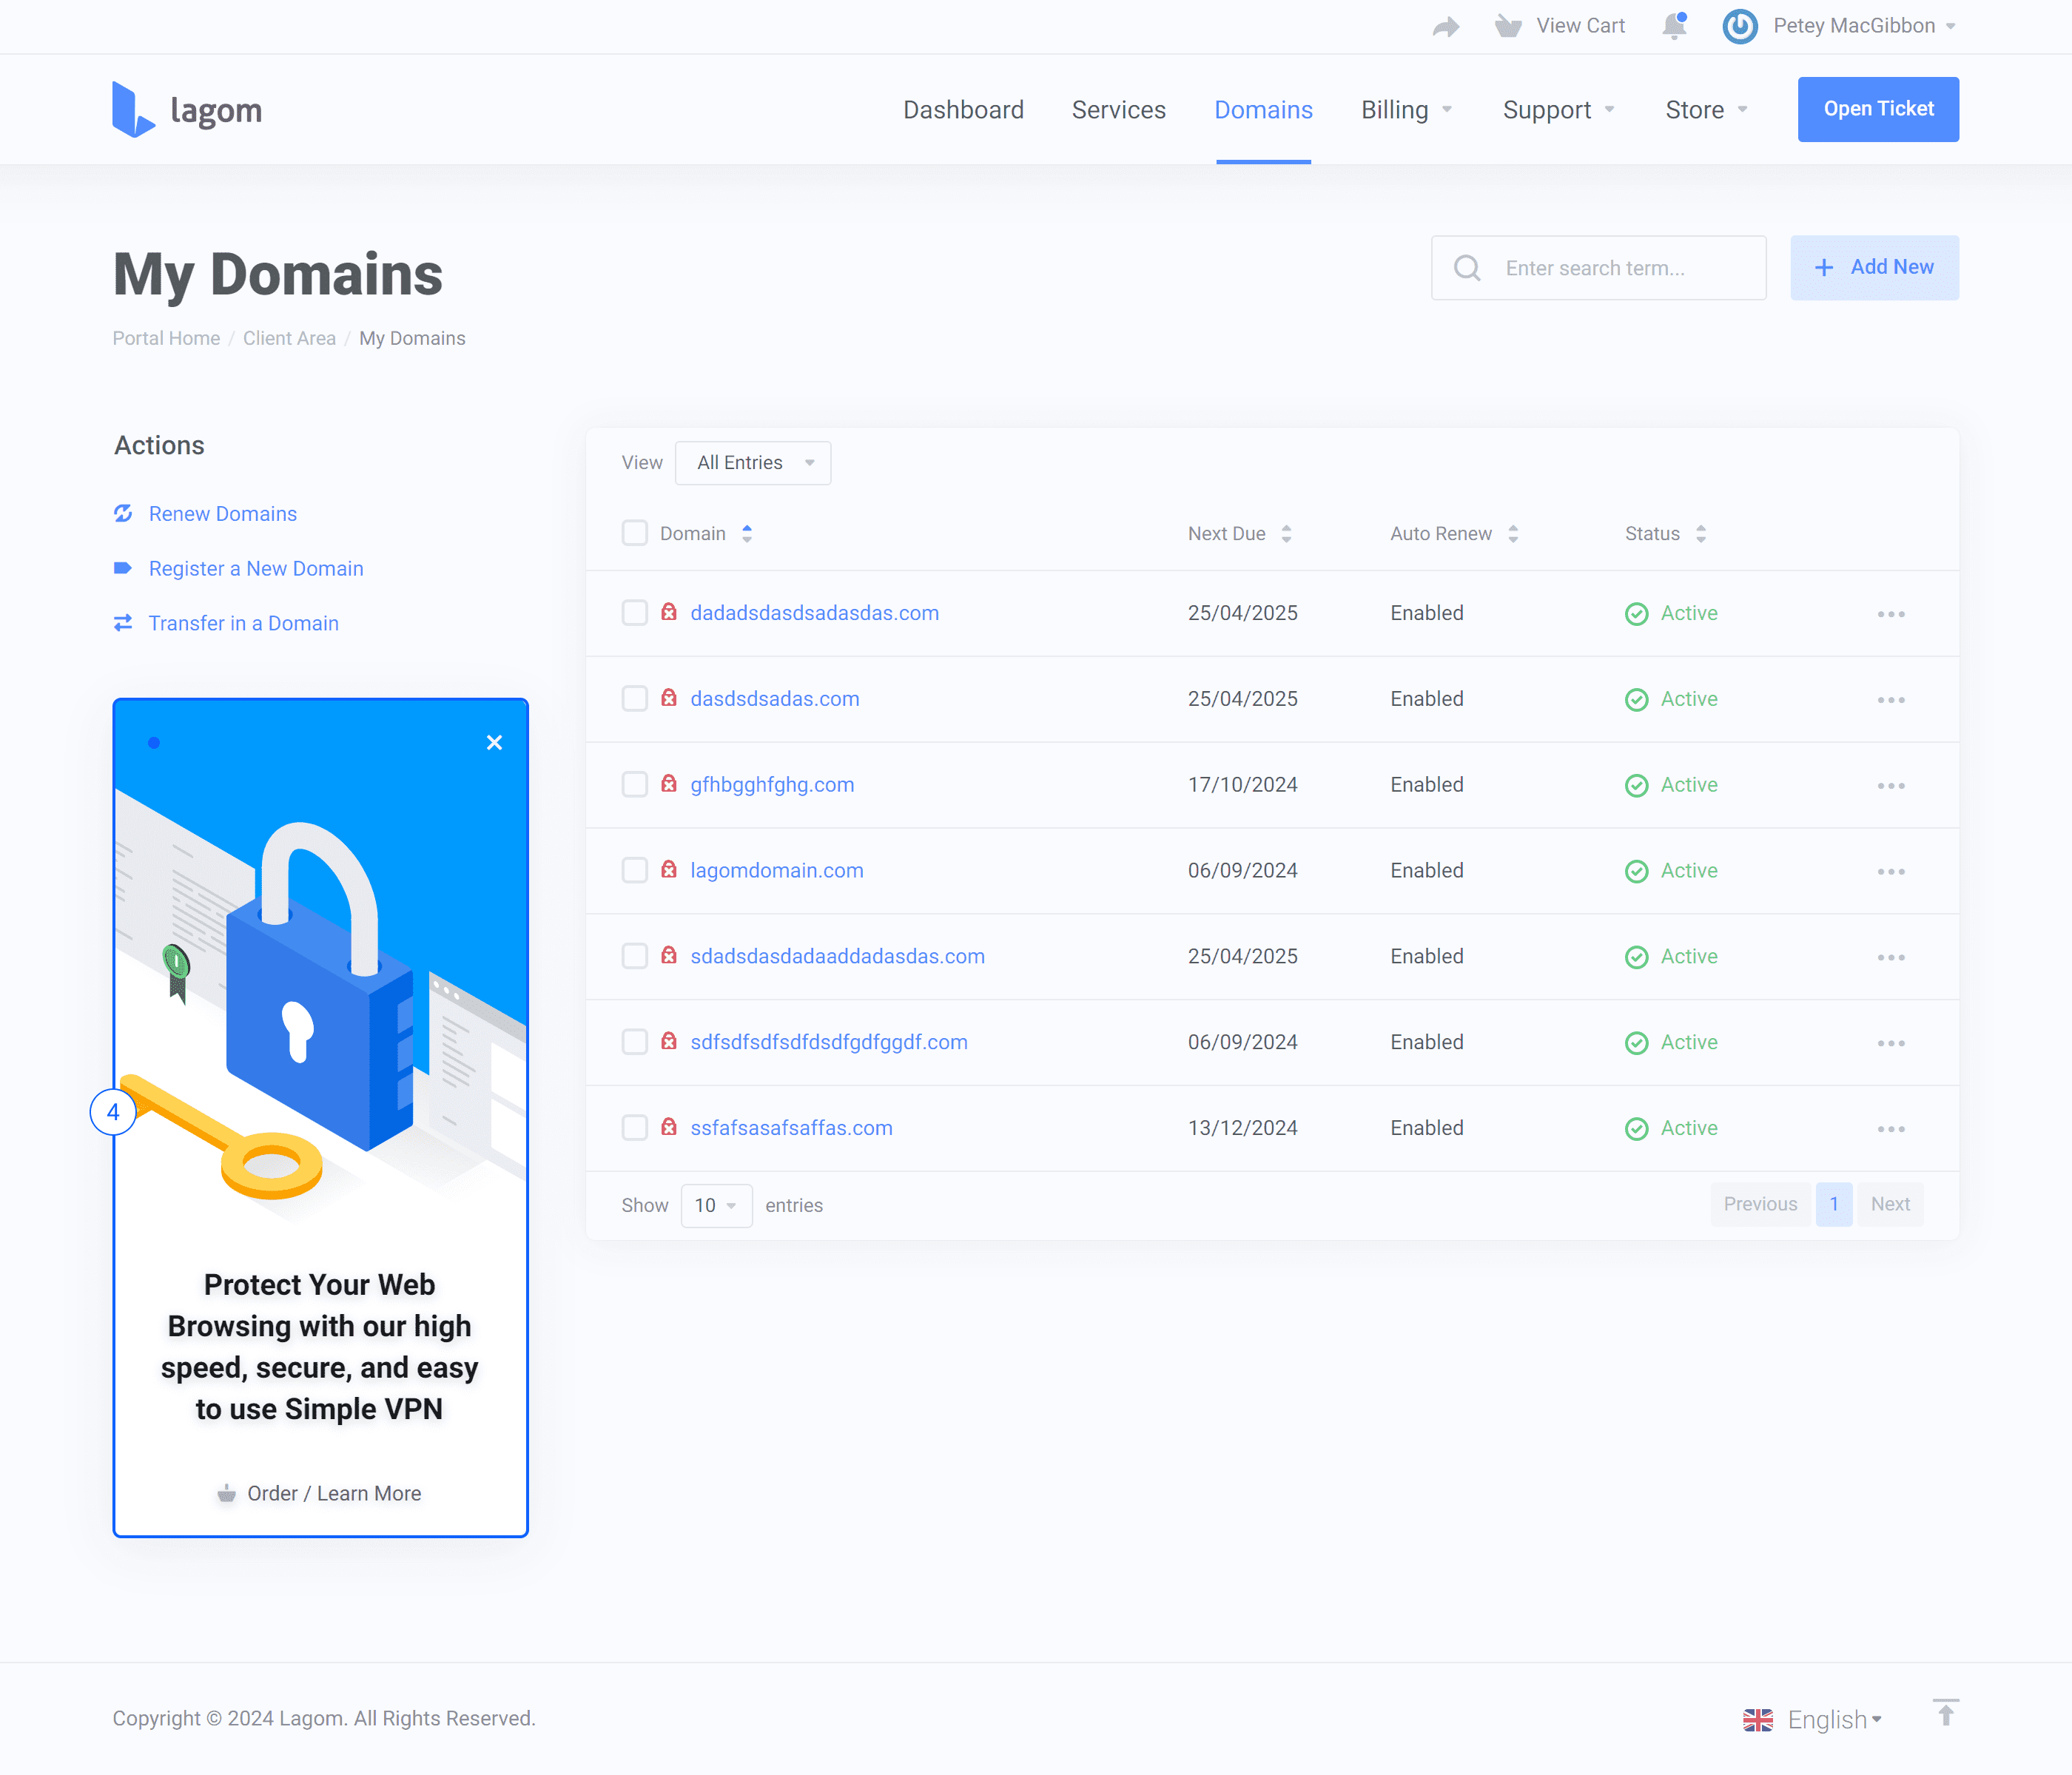 View Cart
Petey MacGibbon
lagom
Dashboard
Services
Domains
Billing
Support
Store
Open Ticket
My Domains
Enter search term...
Add New
Portal Home / Client Area / My Domains
Actions
Renew Domains
Register a New Domain
Transfer in a Domain
4
Protect Your Web
Browsing with our high
speed, secure, and easy
to use Simple VPN
Order / Learn More
View All Entries
Domain Next Due Auto Renew Status
dadadsdasdsadasdas.com 25/04/2025 Enabled Active
dasdsdsadas.com 25/04/2025 Enabled Active
gfhbgghfghg.com 17/10/2024 Enabled Active
lagomdomain.com 06/09/2024 Enabled Active
sdadsdasdadaaddadasdas.com 25/04/2025 Enabled Active
sdfsdfsdfsdfdsdfgdfggdf.com 06/09/2024 Enabled Active
ssfafsasafsaffas.com 13/12/2024 Enabled Active
Show 10 entries
Previous 1 Next
Copyright © 2024 Lagom. All Rights Reserved.
English